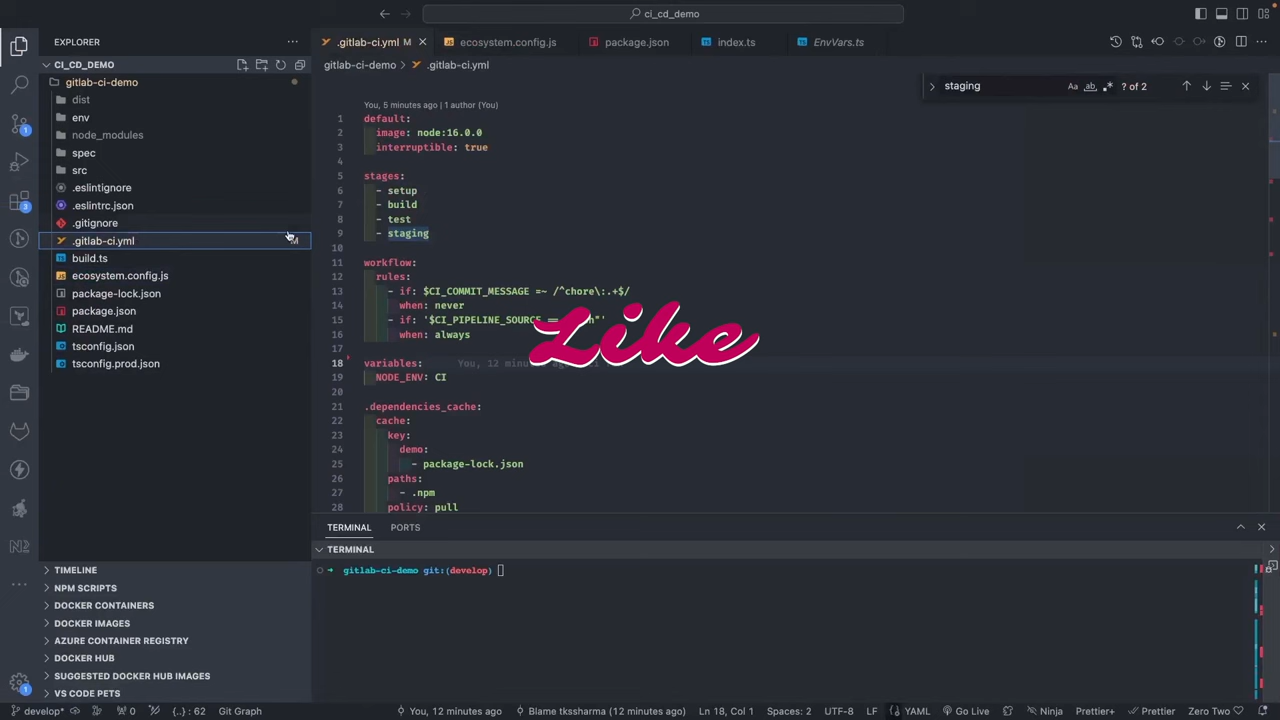 ci_cd_demo
EXPLORER
CI_CD_DEMO
gitlab-ci-demo
dist
env
node_modules
spec
src
.eslintignore
.eslintrc.json
.gitignore
.gitlab-ci.yml M
build.ts
ecosystem.config.js
package-lock.json
package.json
README.md
tsconfig.json
tsconfig.prod.json
TIMELINE
NPM SCRIPTS
DOCKER CONTAINERS
DOCKER IMAGES
AZURE CONTAINER REGISTRY
DOCKER HUB
SUGGESTED DOCKER HUB IMAGES
VS CODE PETS
1
3
1
.gitlab-ci.yml M
ecosystem.config.js
package.json
index.ts
EnvVars.ts
gitlab-ci-demo > .gitlab-ci.yml
staging
Aa ab .* ? of 2
You, 5 minutes ago | 1 author (You)
1 default:
2 image: node:16.0.0
3 interruptible: true
4
5 stages:
6 - setup
7 - build
8 - test
9 - staging
10
11 workflow:
12 rules:
13 - if: $CI_COMMIT_MESSAGE =~ /^chore\:.+$/
14 when: never
15 - if: '$CI_PIPELINE_SOURCE ==
16 when: always
17
18 variables: You, 12 minute
19 NODE_ENV: CI
20
21 .dependencies_cache:
22 cache:
23 key:
24 demo:
25 - package-lock.json
26 paths:
27 - .npm
28 policy: pull
Like
TERMINAL PORTS
TERMINAL
gitlab-ci-demo git:(develop)
develop* 0 {..} : 62 Git Graph You, 12 minutes ago Blame tkssharma (12 minutes ago) Ln 18, Col 1 Spaces: 2 UTF-8 LF YAML Go Live Ninja Prettier+ Prettier Zero Two